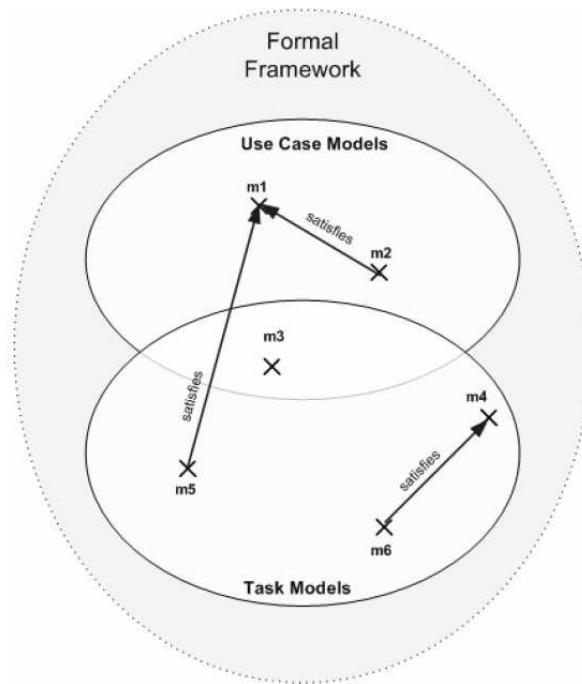 Formal
Framework
Use Case Models
m1
satisfies
m2
m3
satisfies
m4
m5
satisfies
m6
Task Models